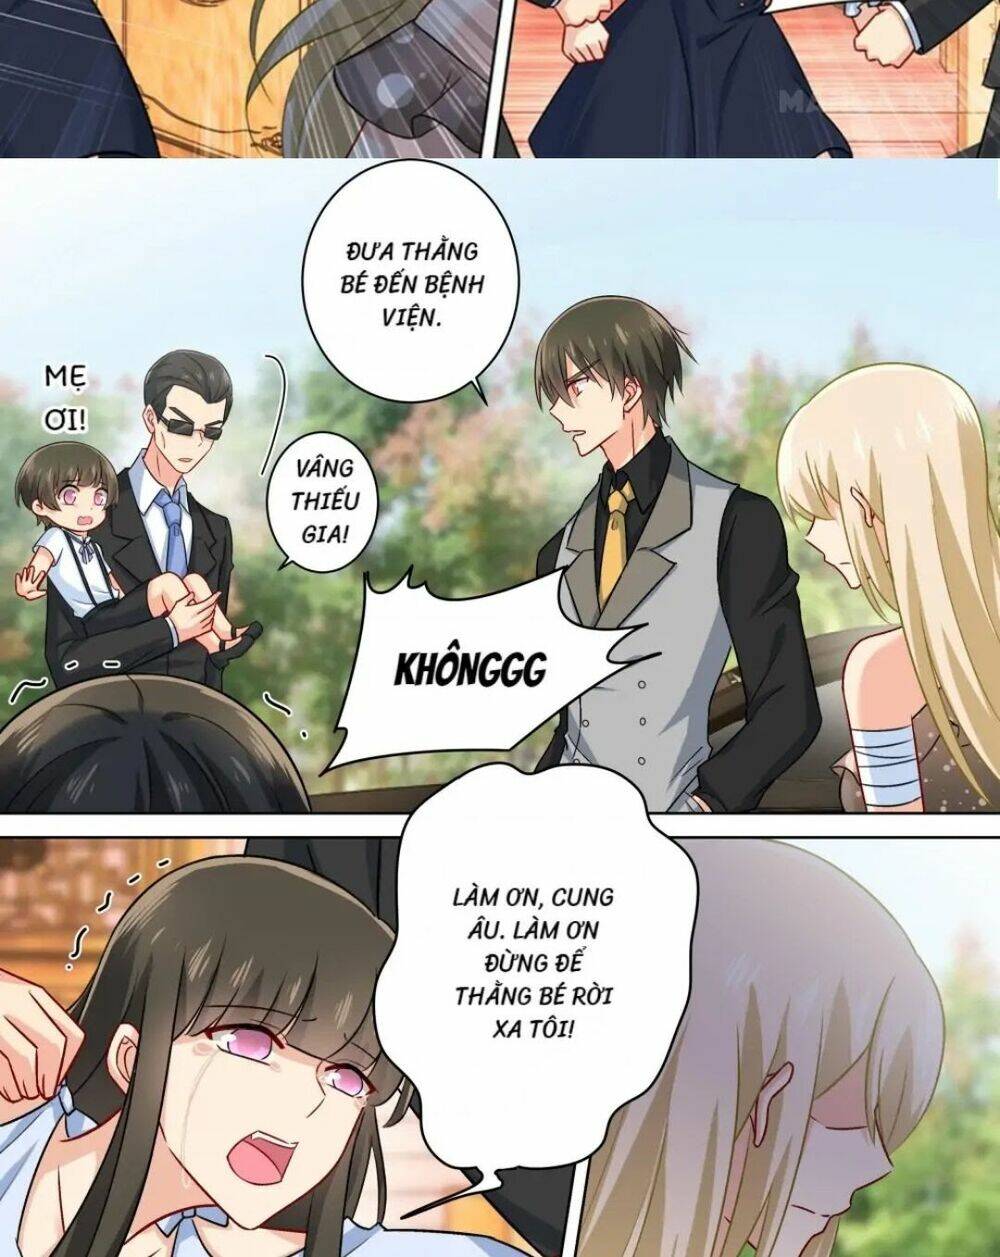 ĐƯA THẰNG
BÉ ĐẾN BỆNH
VIỆN.
MẸ
ƠI!
VÂNG
THIẾU
GIA!
KHÔNGGG
LÀM ƠN, CUNG
ÂU. LÀM ƠN
ĐỪNG ĐỂ
THẰNG BÉ RỜI
XA TÔI!